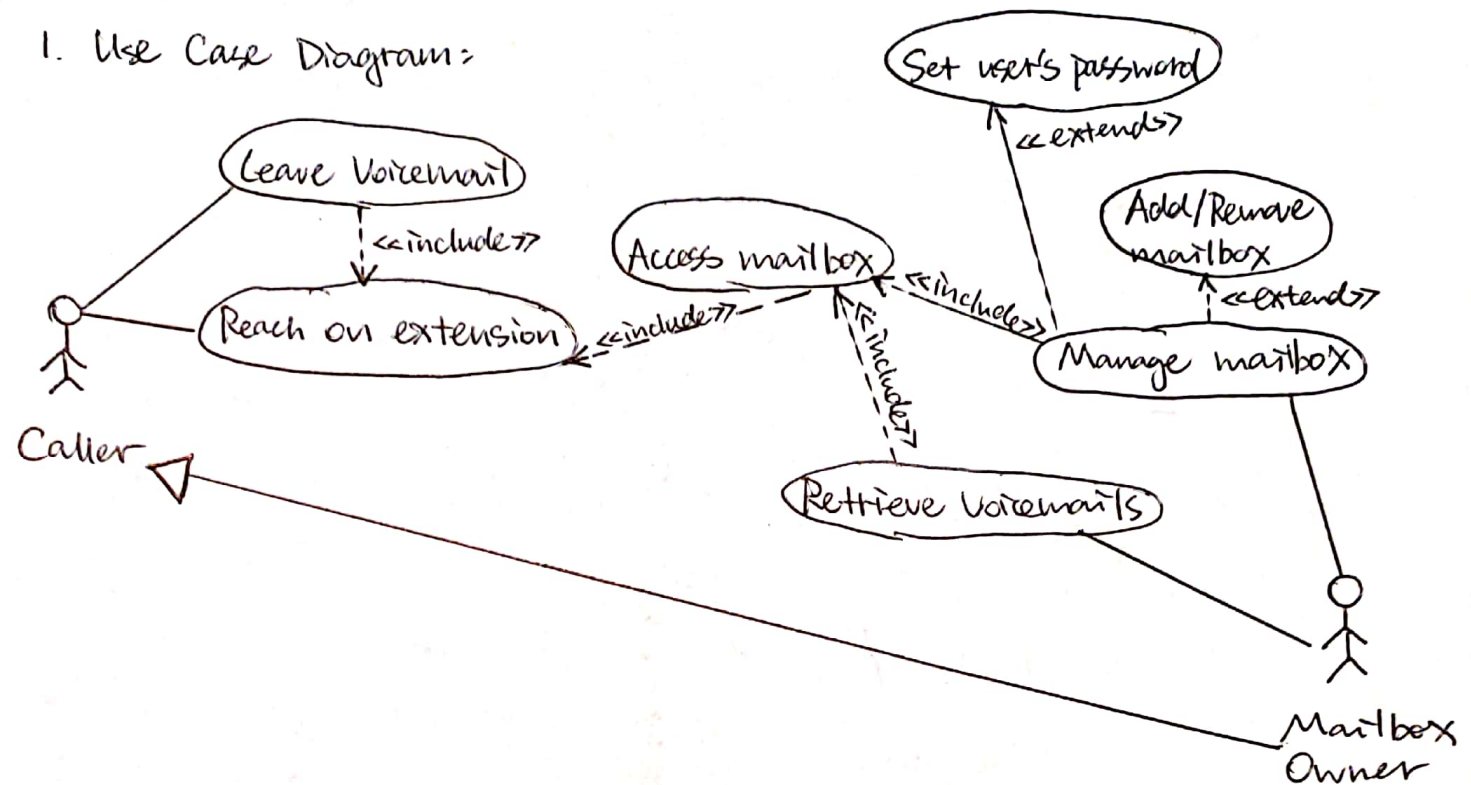 1. Use Case Diagram:
Set user's password
<<extend>>
Leave Voicemail
<<include>>
Add/Remove
mailbox
<<extend>>
Access mailbox
<<include>>
Reach on extension
<<include>>
<<include>>
Manage mailbox
Caller
Retrieve Voicemails
Mailbox
Owner